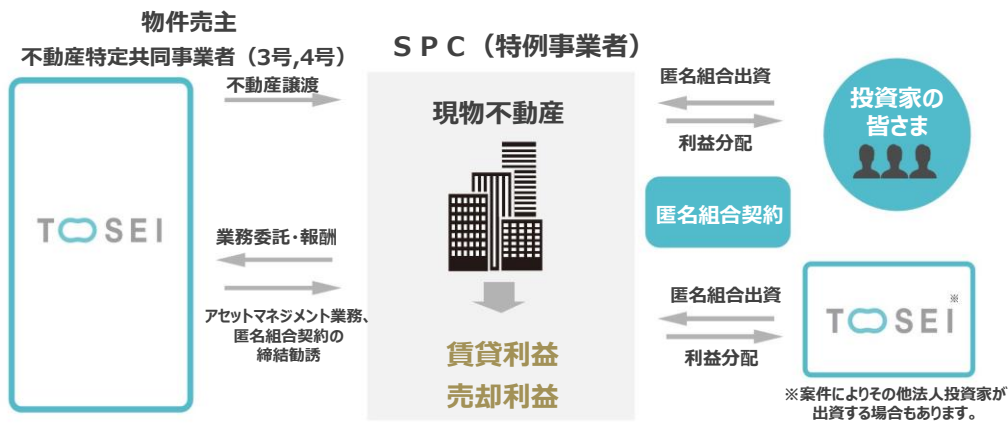 物件売主
不動産特定共同事業者（3号,4号）
不動産譲渡
TOSEI
業務委託・報酬
アセットマネジメント業務、
匿名組合契約の
締結勧誘
ＳＰＣ（特例事業者）
現物不動産
賃貸利益
売却利益
匿名組合出資
利益分配
投資家の
皆さま
匿名組合契約
匿名組合出資
利益分配
TOSEI※
※案件によりその他法人投資家が
出資する場合もあります。